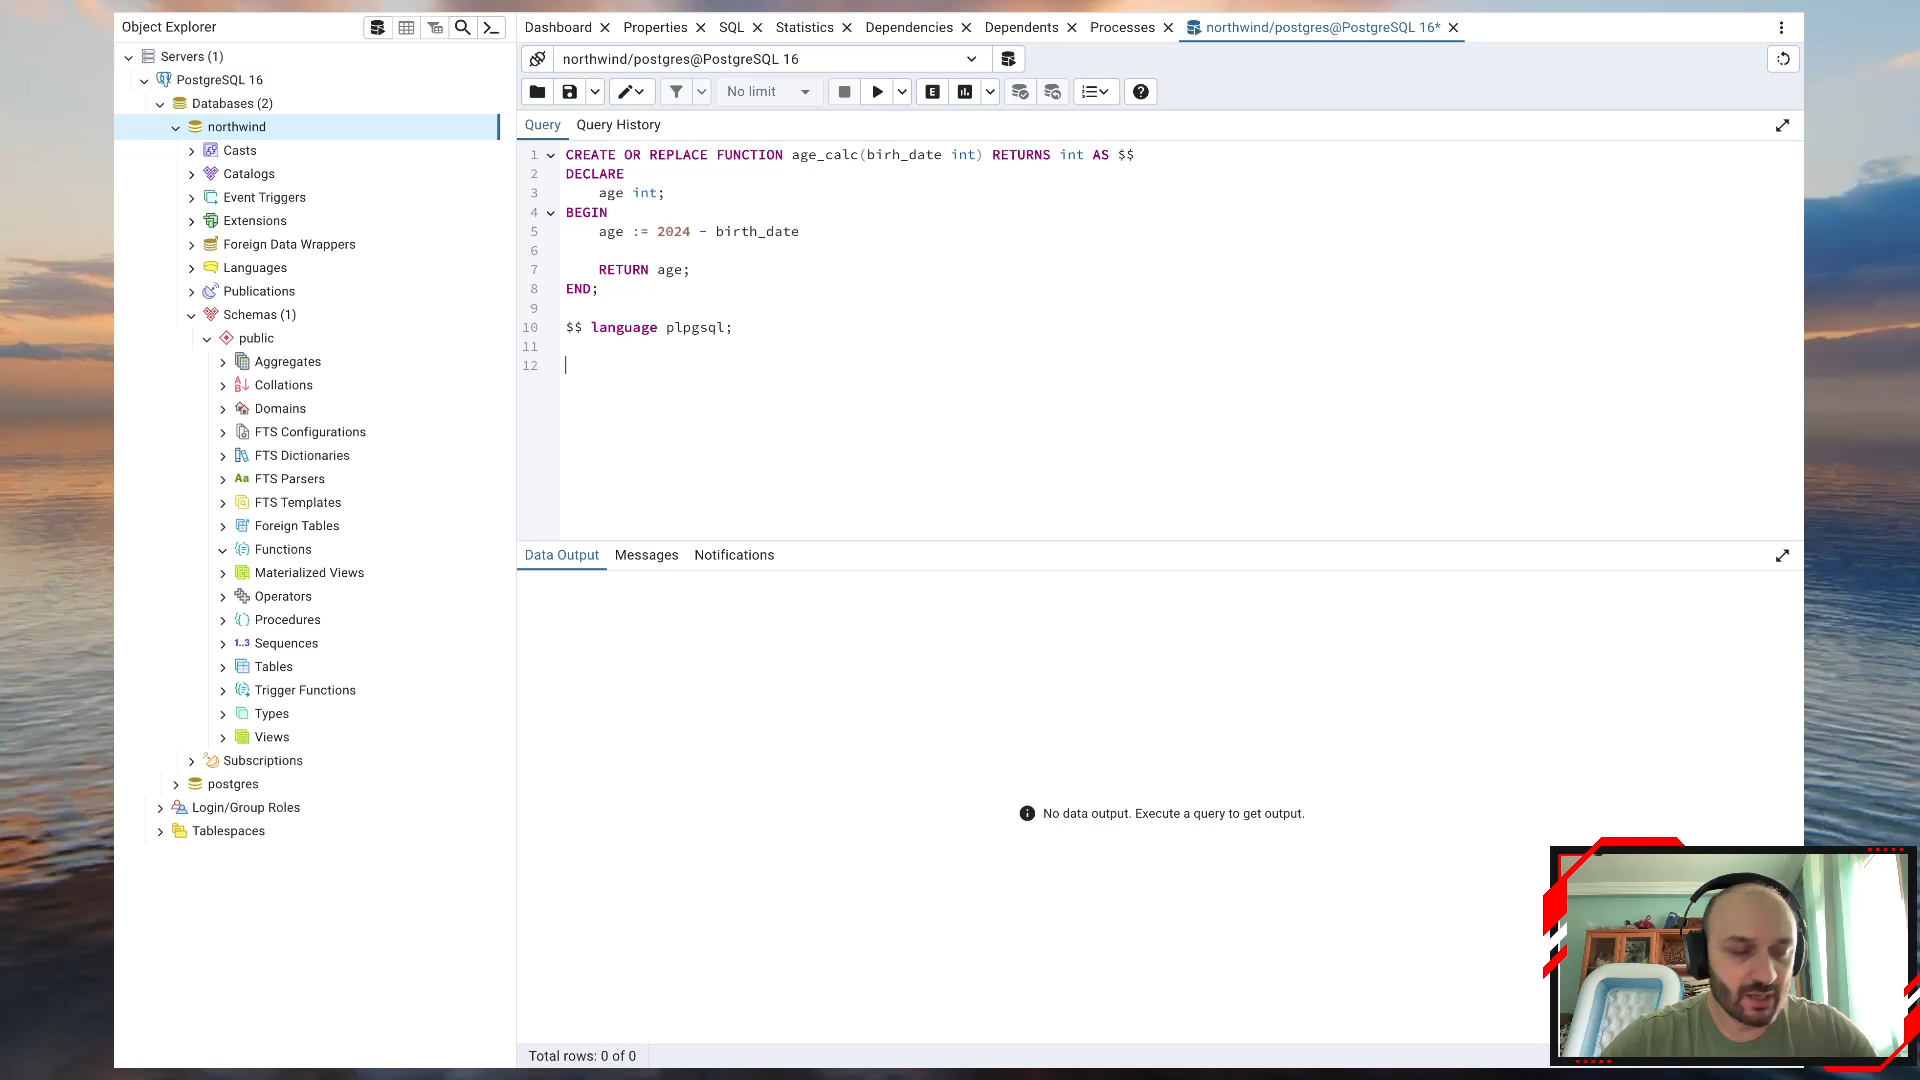 Object Explorer
Servers (1)
PostgreSQL 16
Databases (2)
northwind
Casts
Catalogs
Event Triggers
Extensions
Foreign Data Wrappers
Languages
Publications
Schemas (1)
public
Aggregates
Collations
Domains
FTS Configurations
FTS Dictionaries
Aa FTS Parsers
FTS Templates
Foreign Tables
Functions
Materialized Views
Operators
Procedures
1..3 Sequences
Tables
Trigger Functions
Types
Views
Subscriptions
postgres
Login/Group Roles
Tablespaces
Dashboard Properties SQL Statistics Dependencies Dependents Processes northwind/postgres@PostgreSQL 16*
northwind/postgres@PostgreSQL 16
No limit E
Query Query History
1 CREATE OR REPLACE FUNCTION age_calc(birh_date int) RETURNS int AS $$
2 DECLARE
3 age int;
4 BEGIN
5 age := 2024 - birth_date
6
7 RETURN age;
8 END;
9
10 $$ language plpgsql;
11
12
Data Output Messages Notifications
No data output. Execute a query to get output.
Total rows: 0 of 0